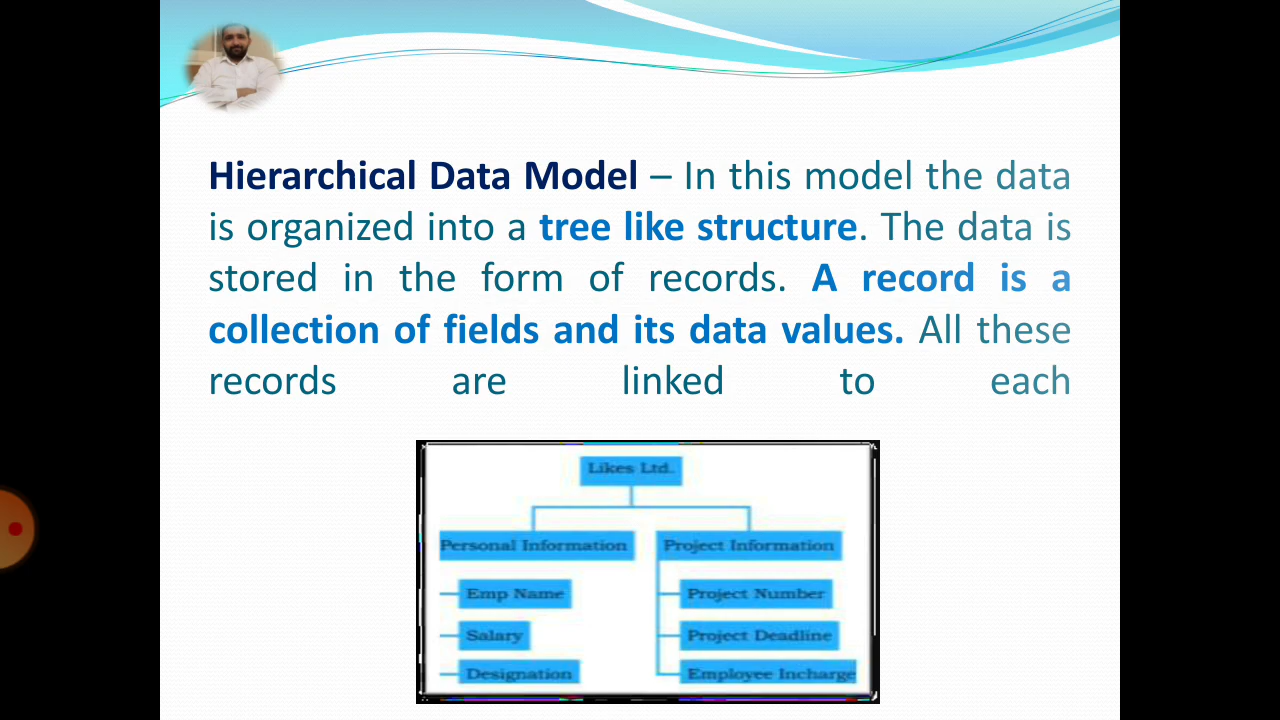 Hierarchical Data Model – In this model the data
is organized into a tree like structure. The data is
stored in the form of records. A record is a
collection of fields and its data values. All these
records are linked to each
Likes Ltd.
Personal Information
Project Information
Emp Name
Project Number
Salary
Project Deadline
Designation
Employee Incharge